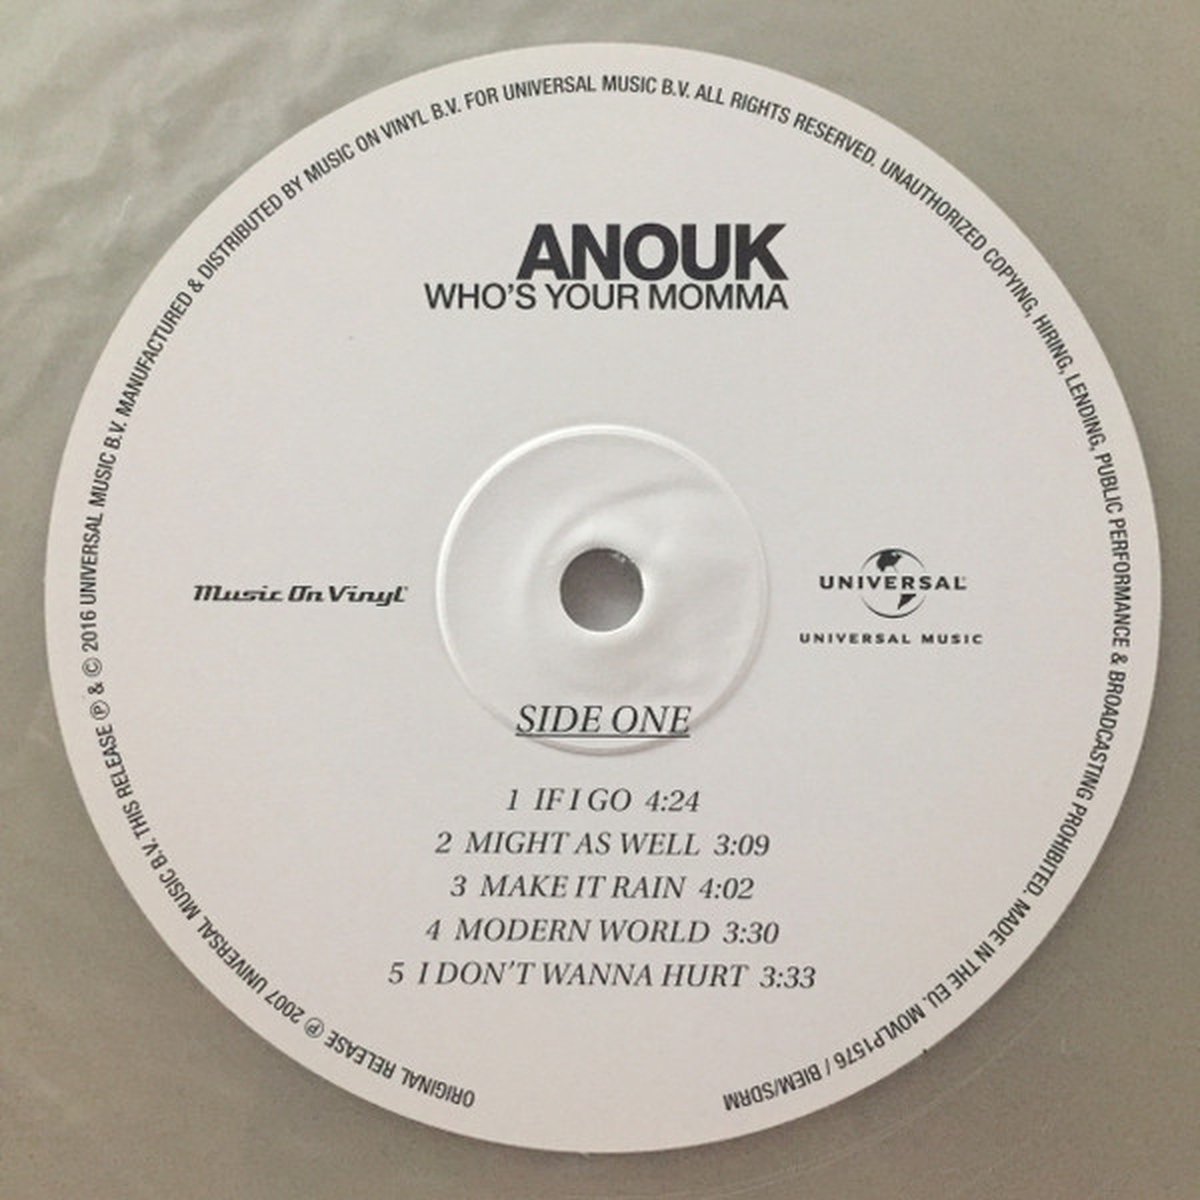 ORIGINAL RELEASE ℗ 2007 UNIVERSAL MUSIC B.V. THIS RELEASE ℗ & © 2016 UNIVERSAL MUSIC B.V. MANUFACTURED & DISTRIBUTED BY MUSIC ON VINYL B.V. FOR UNIVERSAL MUSIC B.V. ALL RIGHTS RESERVED. UNAUTHORIZED COPYING, HIRING, LENDING, PUBLIC PERFORMANCE & BROADCASTING PROHIBITED. MADE IN THE EU. MOVLP1576 / BIEM/SDRM
ANOUK
WHO'S YOUR MOMMA
Music On Vinyl®
UNIVERSAL®
UNIVERSAL MUSIC
SIDE ONE
1 IF I GO 4:24
2 MIGHT AS WELL 3:09
3 MAKE IT RAIN 4:02
4 MODERN WORLD 3:30
5 I DON'T WANNA HURT 3:33